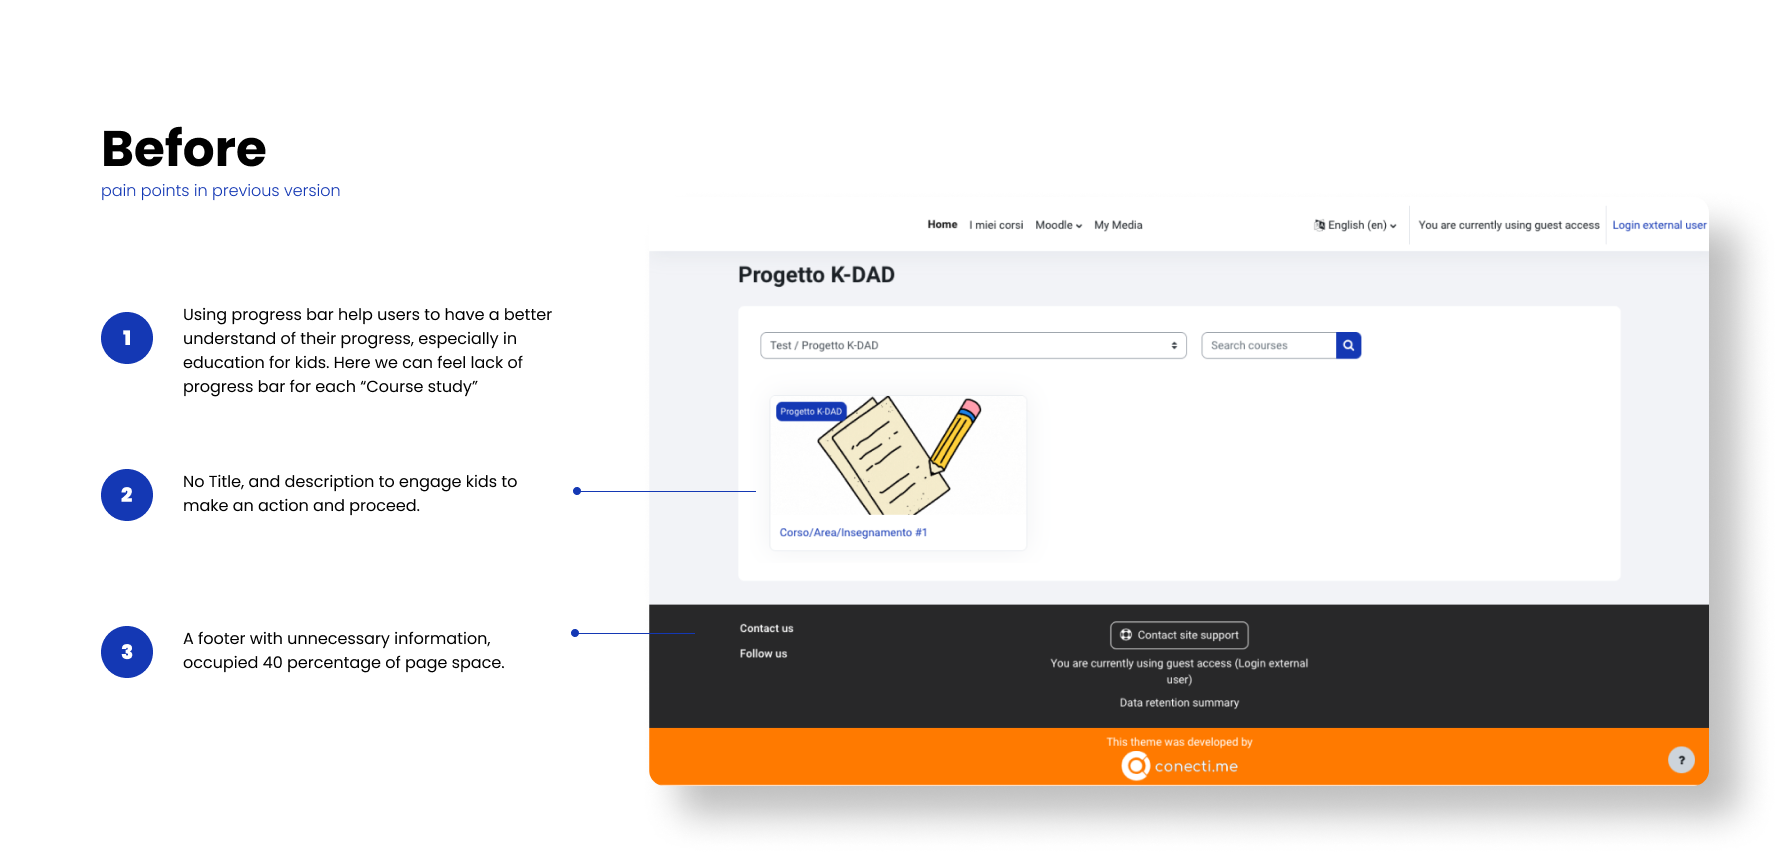 Before
pain points in previous version
1
Using progress bar help users to have a better
understand of their progress, especially in
education for kids. Here we can feel lack of
progress bar for each “Course study”
2
No Title, and description to engage kids to
make an action and proceed.
3
A footer with unnecessary information,
occupied 40 percentage of page space.
Home I miei corsi Moodle My Media English (en) You are currently using guest access Login external user
Progetto K-DAD
Test / Progetto K-DAD Search courses
Progetto K-DAD
Corso/Area/Insegnamento #1
Contact us
Follow us
Contact site support
You are currently using guest access (Login external
user)
Data retention summary
This theme was developed by
conecti.me
?